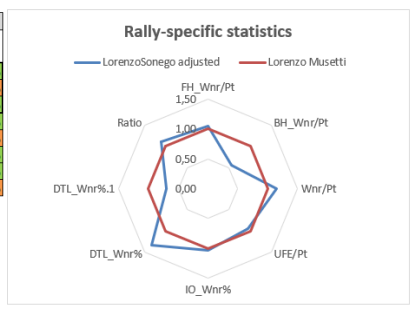 Rally-specific statistics
LorenzoSonego adjusted Lorenzo Musetti
FH_Wnr/Pt
1,50
Ratio 1,00 BH_Wnr/Pt
0,50
DTL_Wnr%.1 0,00 Wnr/Pt
DTL_Wnr% UFE/Pt
IO_Wnr%